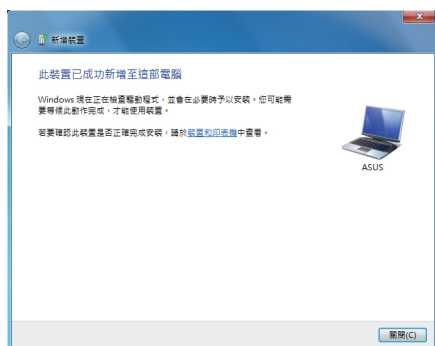 新增裝置
此裝置已成功新增至這部電腦
Windows 現在正在檢查驅動程式，並會在必要時予以安裝。您可能需
要等候此動作完成，才能使用裝置。
若要確認此裝置是否正確完成安裝，請於裝置和印表機中查看。
ASUS
關閉(C)